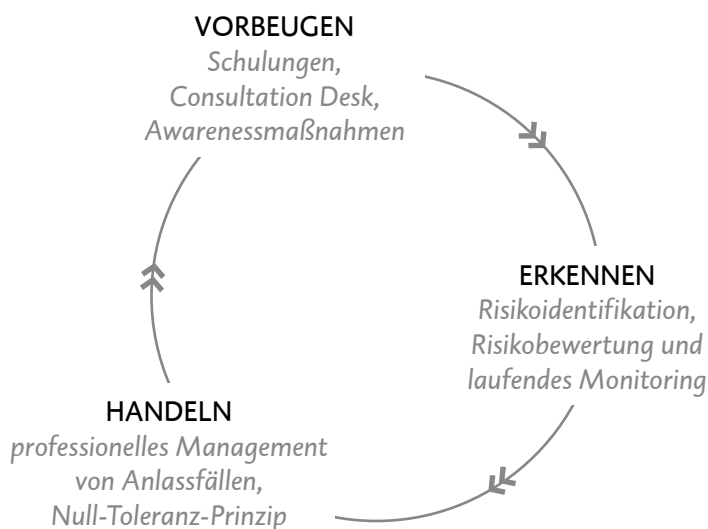 VORBEUGEN
Schulungen,
Consultation Desk,
Awarenessmaßnahmen
ERKENNEN
Risikoidentifikation,
Risikobewertung und
laufendes Monitoring
HANDELN
professionelles Management
von Anlassfällen,
Null-Toleranz-Prinzip